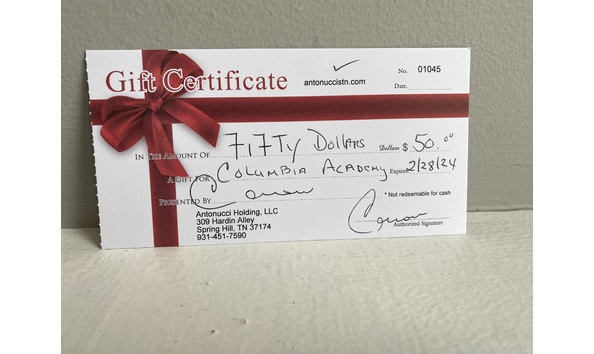 Gift Certificate
antonuccistn.com
No. 01045
Date
IN THE AMOUNT OF FifTy Dollars Dollars $ 50.00
A GIFT FOR Columbia Academy Expires 2/28/24
PRESENTED BY
* Not redeemable for cash
Antonucci Holding, LLC
309 Hardin Alley
Spring Hill, TN 37174
931-451-7590
Authorized Signature